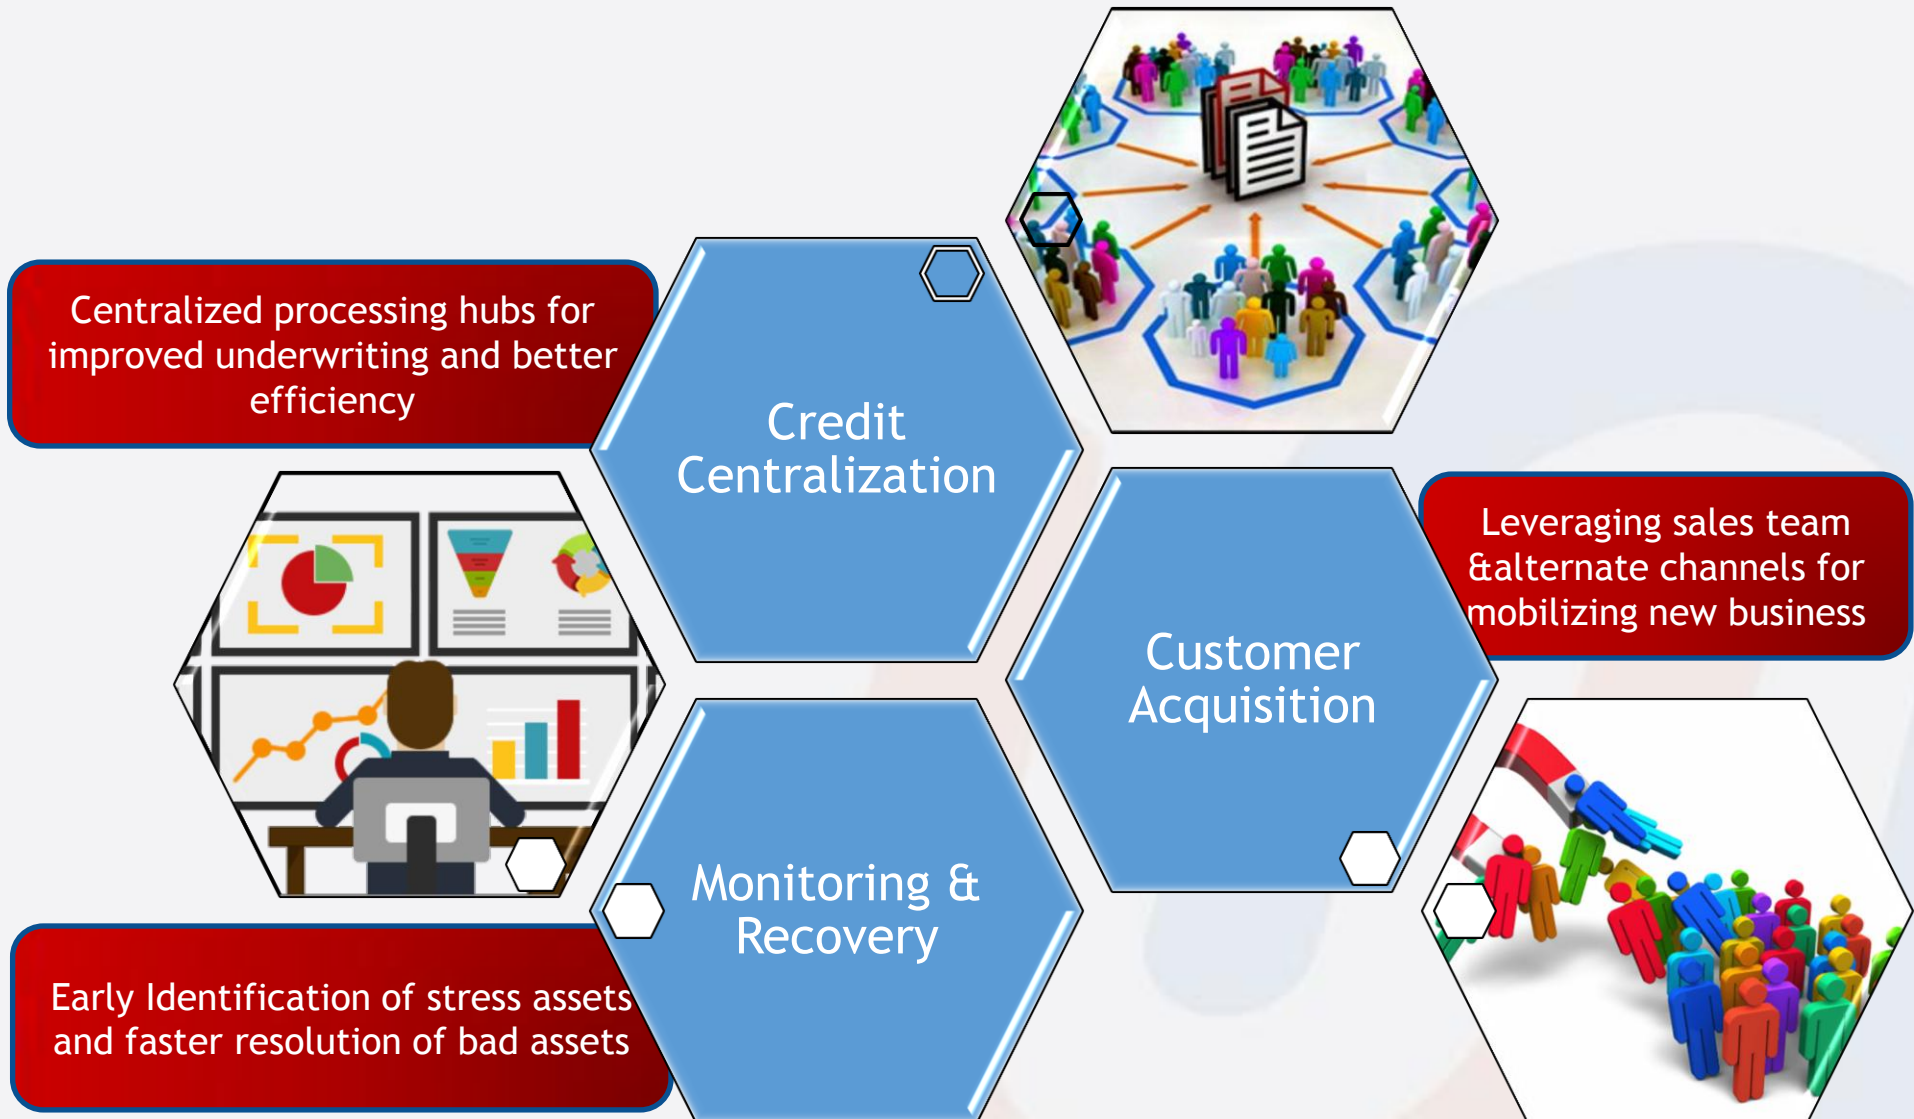 Centralized processing hubs for
improved underwriting and better
efficiency
Credit
Centralization
Leveraging sales team
&alternate channels for
mobilizing new business
Customer
Acquisition
Monitoring &
Recovery
Early Identification of stress assets
and faster resolution of bad assets